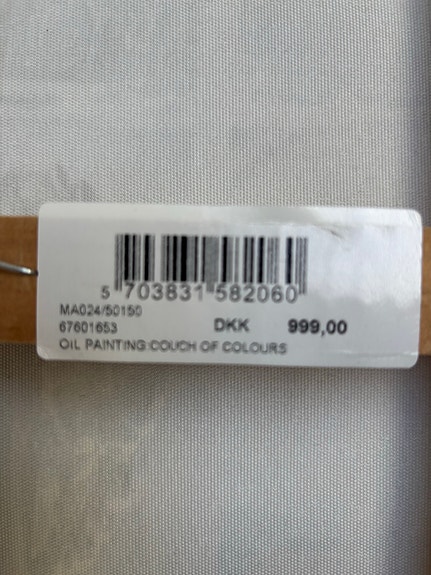 5 703831 582060
MA024/50150
67601653 DKK 999,00
OIL PAINTING:COUCH OF COLOURS